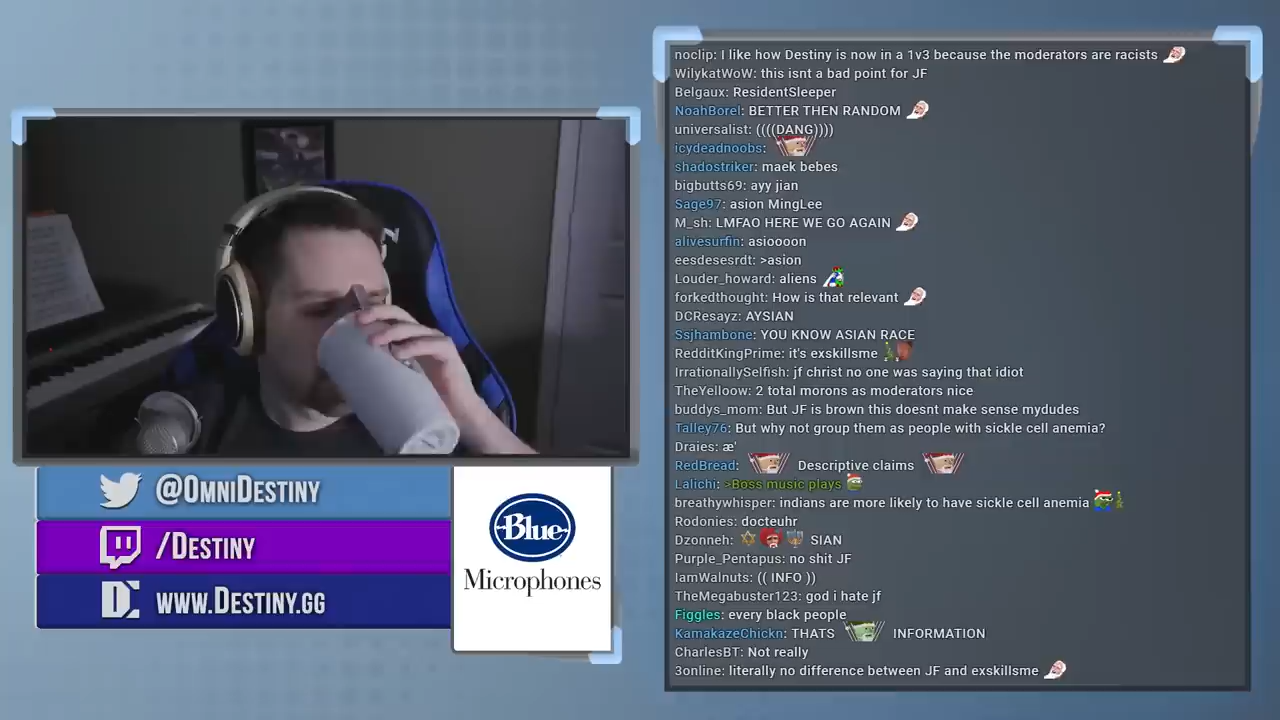 noclip: I like how Destiny is now in a 1v3 because the moderators are racists
WilykatWoW: this isnt a bad point for JF
Belgaux: ResidentSleeper
NoahBorel: BETTER THEN RANDOM
universalist: ((((DANG))))
icydeadnoobs:
shadostriker: maek bebes
bigbutts69: ayy jian
Sage97: asion MingLee
M_sh: LMFAO HERE WE GO AGAIN
alivesurfin: asioooon
eesdesesrdt: >asion
Louder_howard: aliens
forkedthought: How is that relevant
DCResayz: AYSIAN
Ssjhambone: YOU KNOW ASIAN RACE
RedditKingPrime: it's exskillsme
IrrationallySelfish: jf christ no one was saying that idiot
TheYelloow: 2 total morons as moderators nice
buddys_mom: But JF is brown this doesnt make sense mydudes
Talley76: But why not group them as people with sickle cell anemia?
Draies: æ'
RedBread: Descriptive claims
Lalichi: >Boss music plays
breathywhisper: indians are more likely to have sickle cell anemia
Rodonies: docteuhr
Dzonneh: SIAN
Purple_Pentapus: no shit JF
IamWalnuts: (( INFO ))
TheMegabuster123: god i hate jf
Figgles: every black people
KamakazeChickn: THATS INFORMATION
CharlesBT: Not really
3online: literally no difference between JF and exskillsme
@OmniDestiny
/Destiny
www.Destiny.gg
Blue
Microphones